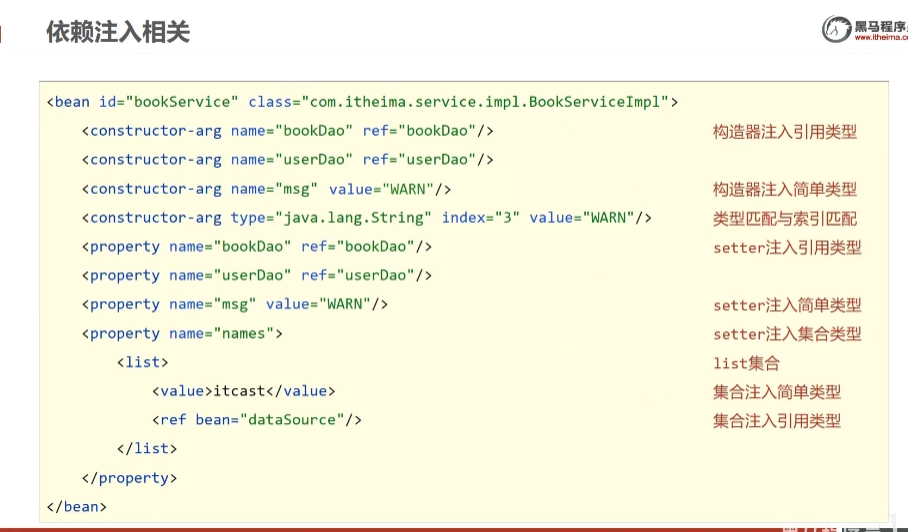 依赖注入相关
黑马程序
www.itheima.c
<bean id="bookService" class="com.itheima.service.impl.BookServiceImpl">
<constructor-arg name="bookDao" ref="bookDao"/> 构造器注入引用类型
<constructor-arg name="userDao" ref="userDao"/>
<constructor-arg name="msg" value="WARN"/> 构造器注入简单类型
<constructor-arg type="java.lang.String" index="3" value="WARN"/> 类型匹配与索引匹配
<property name="bookDao" ref="bookDao"/> setter注入引用类型
<property name="userDao" ref="userDao"/>
<property name="msg" value="WARN"/> setter注入简单类型
<property name="names"> setter注入集合类型
<list> list集合
<value>itcast</value> 集合注入简单类型
<ref bean="dataSource"/> 集合注入引用类型
</list>
</property>
</bean>